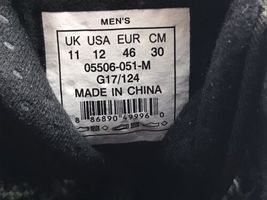 MEN'S
UK USA EUR CM
11 12 46 30
05506-051-M
G17/124
MADE IN CHINA
8 86890 49996 0